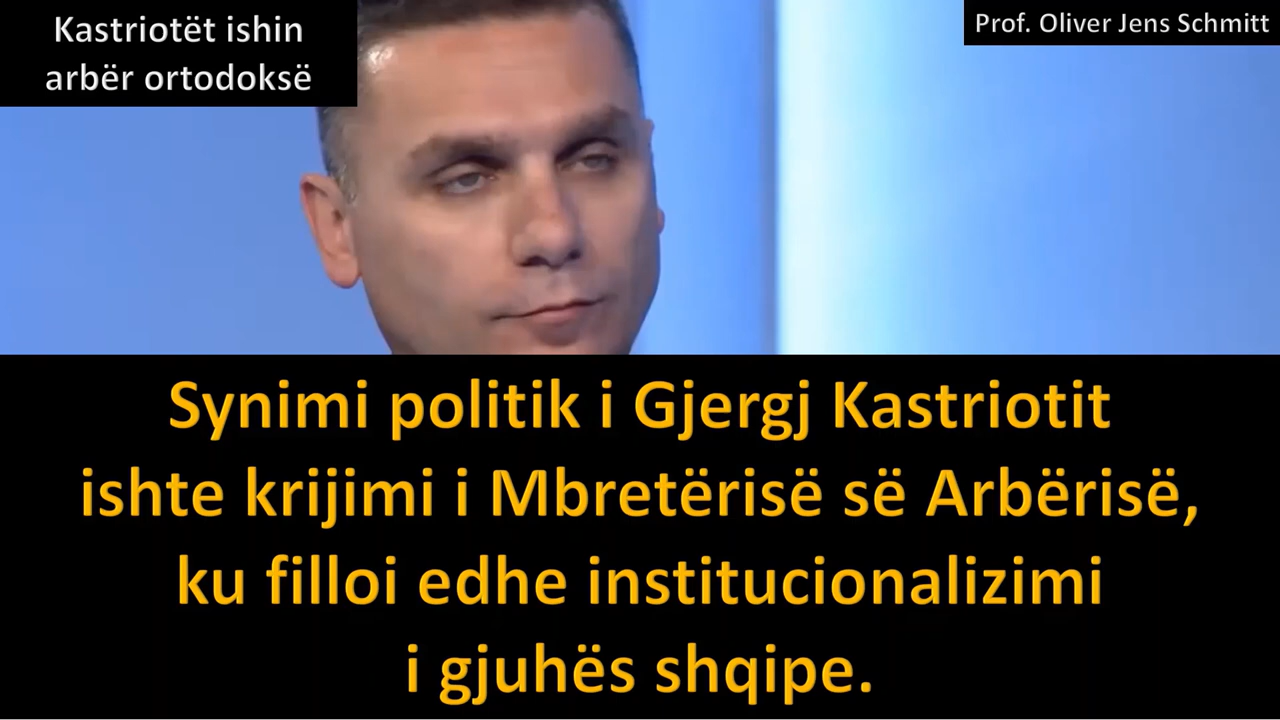 Kastriotët ishin
arbër ortodoksë
Prof. Oliver Jens Schmitt
Synimi politik i Gjergj Kastriotit
ishte krijimi i Mbretërisë së Arbërisë,
ku filloi edhe institucionalizimi
i gjuhës shqipe.